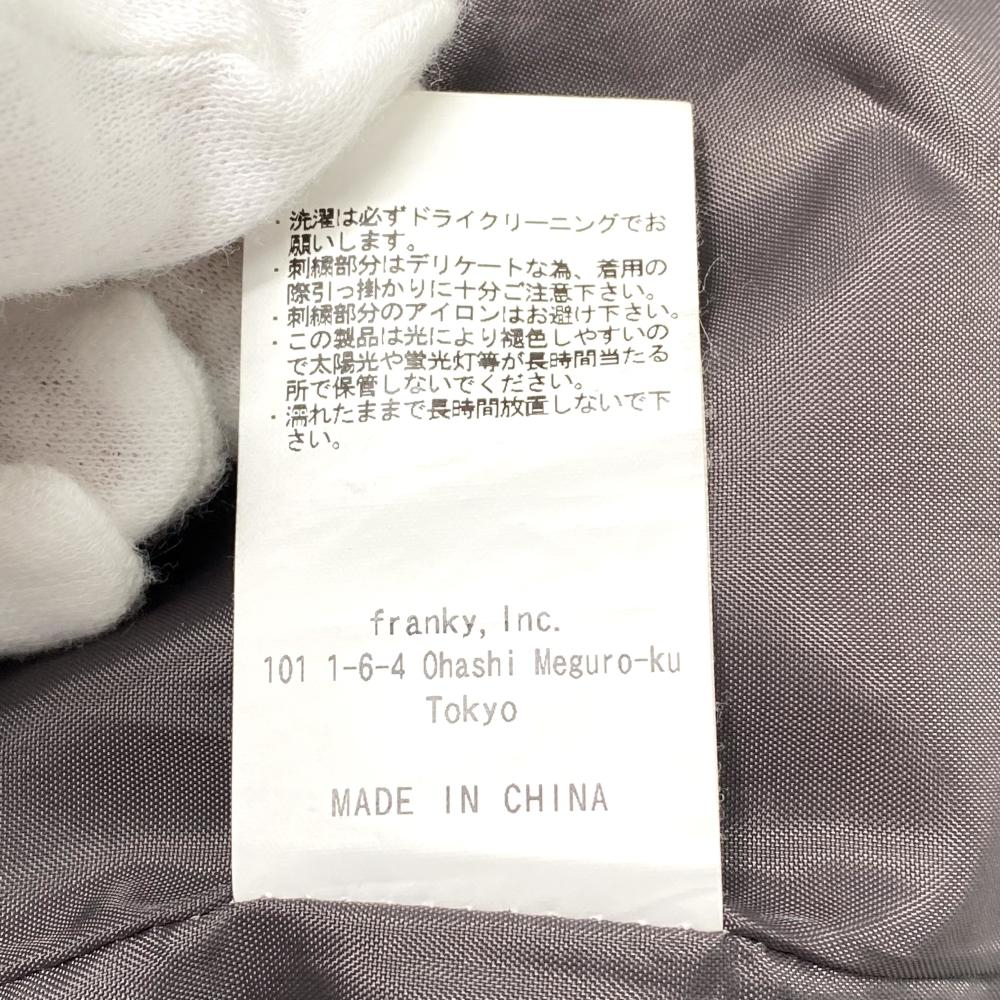 ・洗濯は必ずドライクリーニングでお
願いします。
・刺繍部分はデリケートな為、着用の
際引っ掛かりに十分ご注意下さい。
・刺繍部分のアイロンはお避け下さい。
・この製品は光により褪色しやすいの
で太陽光や蛍光灯等が長時間当たる
所で保管しないでください。
・濡れたままで長時間放置しないで下
さい。
franky, Inc.
101 1-6-4 Ohashi Meguro-ku
Tokyo
MADE IN CHINA